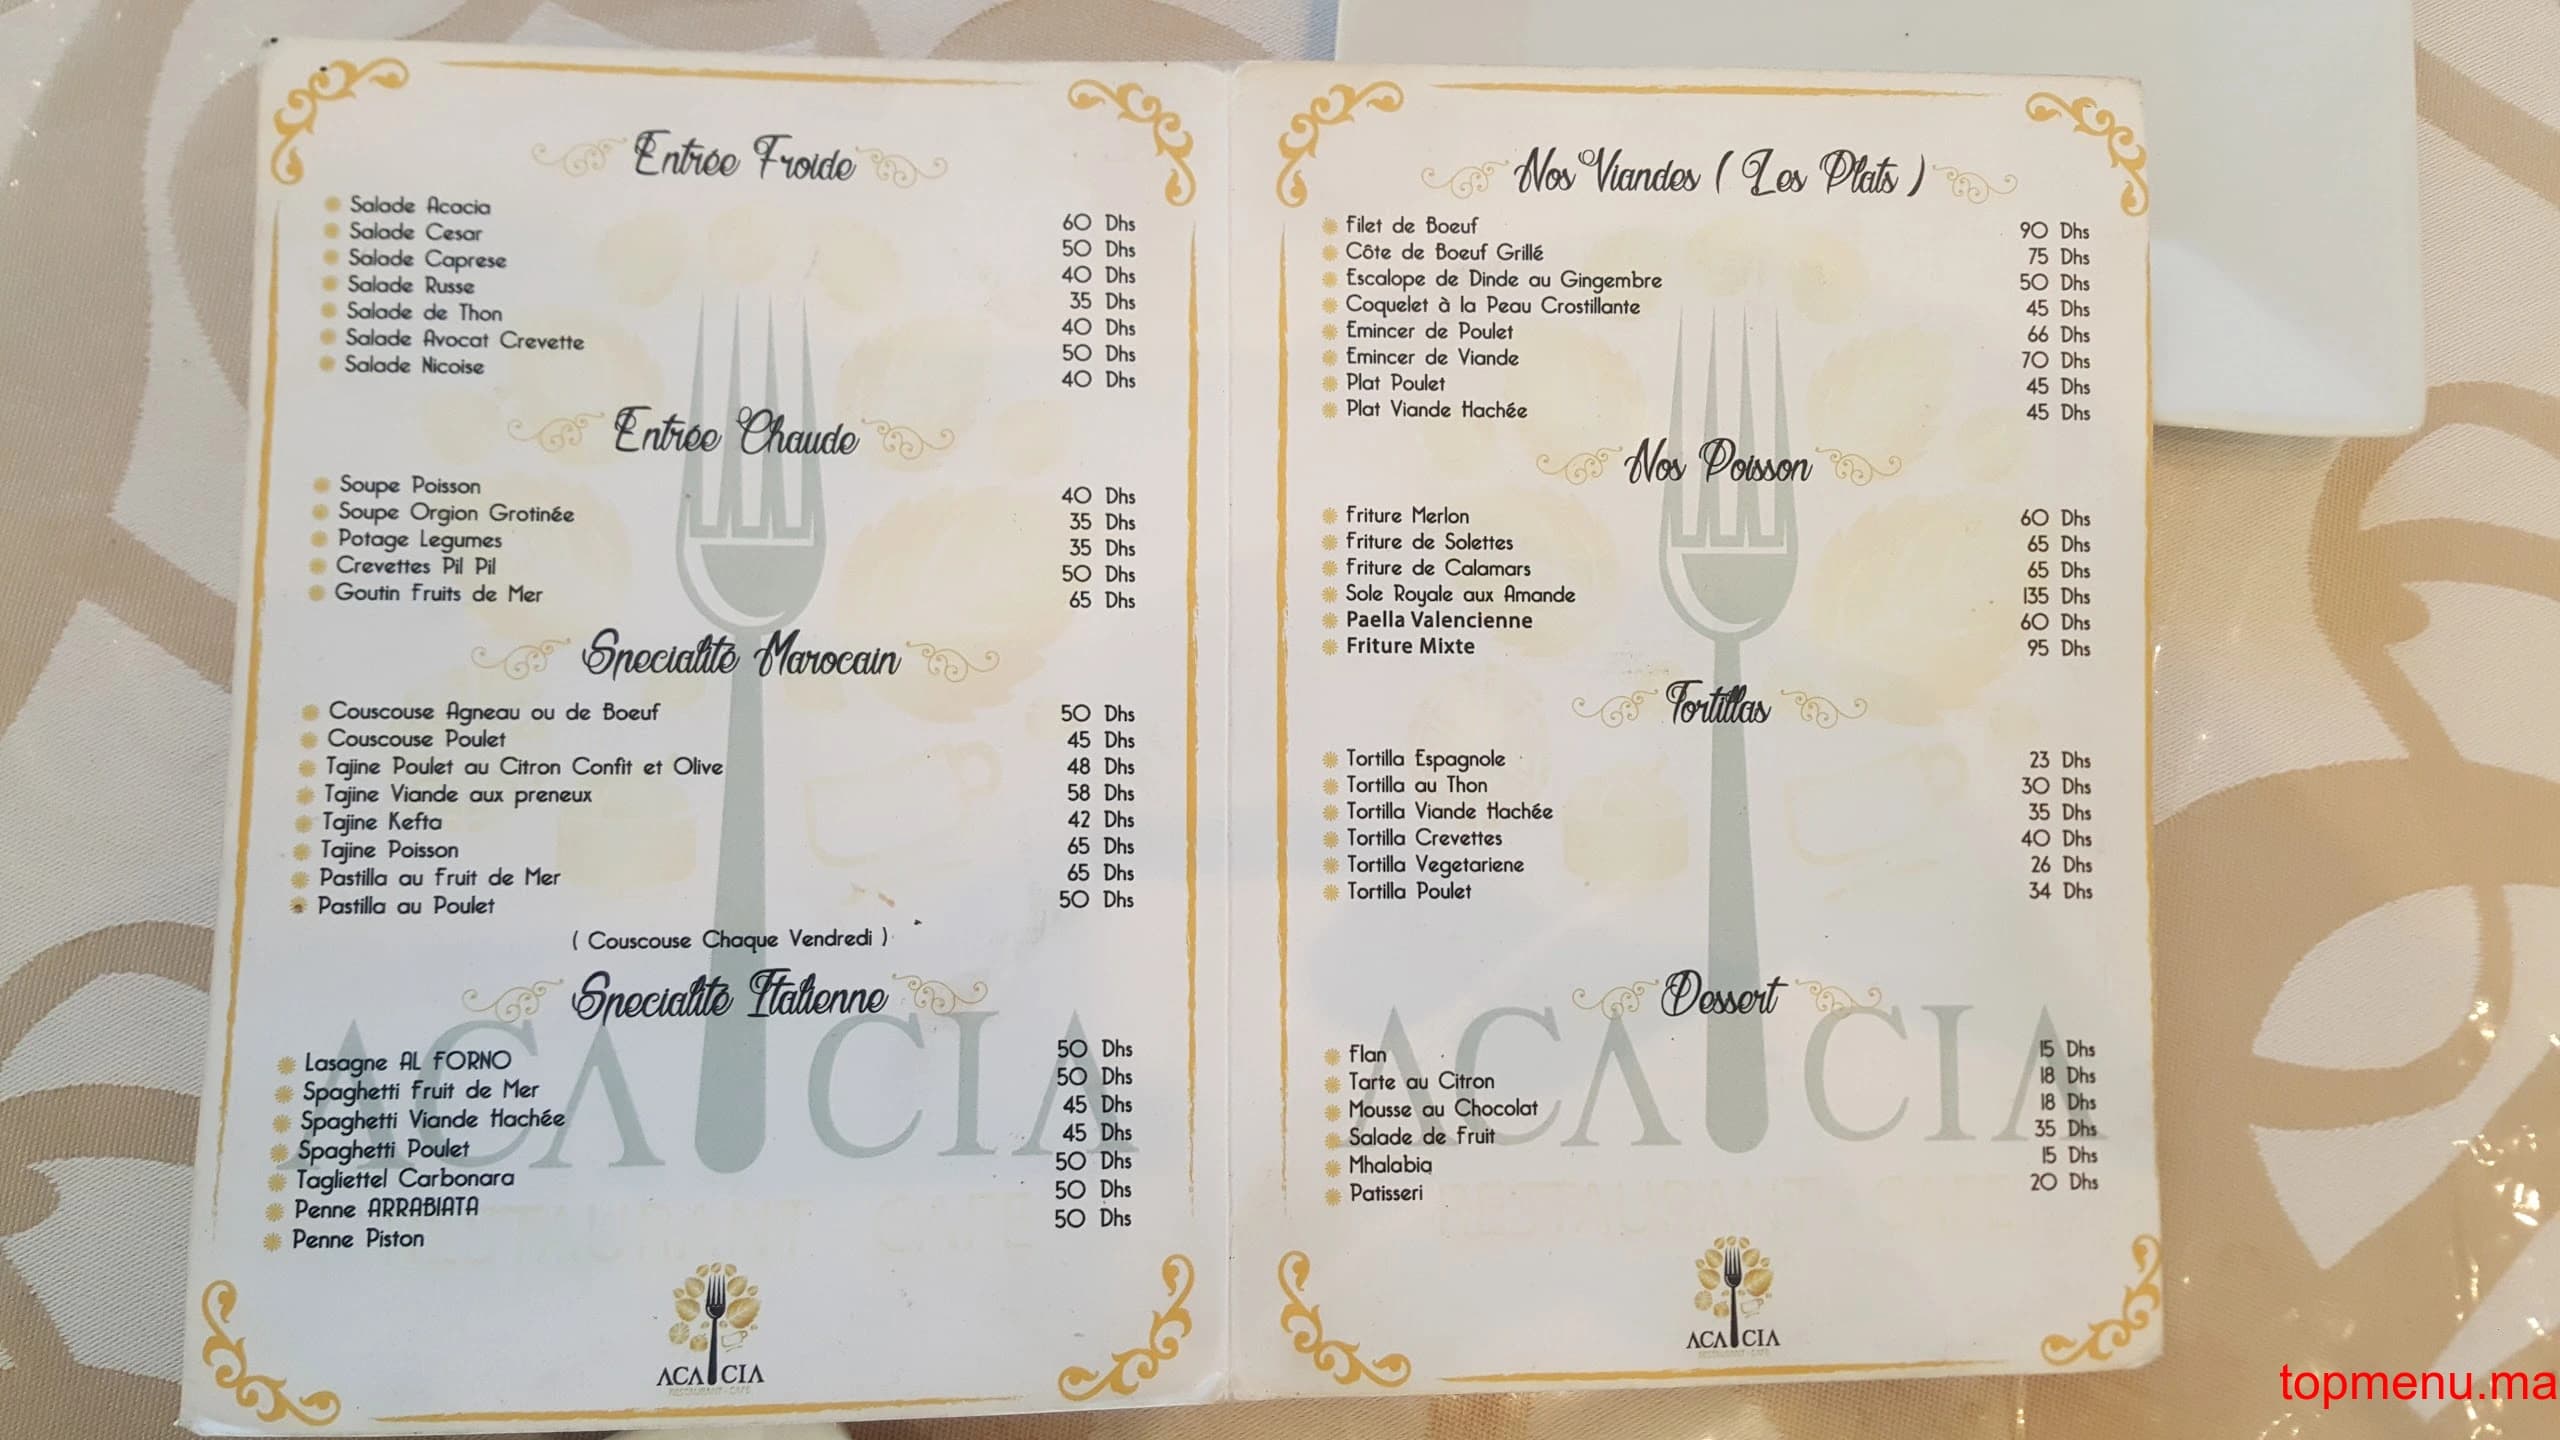 Entrée Froide
Salade Acacia 60 Dhs
Salade Cesar 50 Dhs
Salade Caprese 40 Dhs
Salade Russe 35 Dhs
Salade de Thon 40 Dhs
Salade Avocat Crevette 50 Dhs
Salade Nicoise 40 Dhs
Entrée Chaude
Soupe Poisson 40 Dhs
Soupe Orgion Grotinée 35 Dhs
Potage Legumes 35 Dhs
Crevettes Pil Pil 50 Dhs
Goutin Fruits de Mer 65 Dhs
Specialité Marocain
Couscouse Agneau ou de Boeuf 50 Dhs
Couscouse Poulet 45 Dhs
Tajine Poulet au Citron Confit et Olive 48 Dhs
Tajine Viande aux preneux 58 Dhs
Tajine Kefta 42 Dhs
Tajine Poisson 65 Dhs
Pastilla au Fruit de Mer 65 Dhs
Pastilla au Poulet 50 Dhs
( Couscouse Chaque Vendredi )
Specialité Italienne
Lasagne AL FORNO 50 Dhs
Spaghetti Fruit de Mer 50 Dhs
Spaghetti Viande Hachée 45 Dhs
Spaghetti Poulet 45 Dhs
Tagliettel Carbonara 50 Dhs
Penne ARRABIATA 50 Dhs
Penne Piston 50 Dhs
ACACIA
RESTAURANT CAFE
ACACIA
RESTAURANT - CAFE
Nos Viandes ( Les Plats )
Filet de Boeuf 90 Dhs
Côte de Boeuf Grillé 75 Dhs
Escalope de Dinde au Gingembre 50 Dhs
Coquelet à la Peau Crostillante 45 Dhs
Emincer de Poulet 66 Dhs
Emincer de Viande 70 Dhs
Plat Poulet 45 Dhs
Plat Viande Hachée 45 Dhs
Nos Poisson
Friture Merlon 60 Dhs
Friture de Solettes 65 Dhs
Friture de Calamars 65 Dhs
Sole Royale aux Amande 135 Dhs
Paella Valencienne 60 Dhs
Friture Mixte 95 Dhs
Tortillas
Tortilla Espagnole 23 Dhs
Tortilla au Thon 30 Dhs
Tortilla Viande Hachée 35 Dhs
Tortilla Crevettes 40 Dhs
Tortilla Vegetariene 26 Dhs
Tortilla Poulet 34 Dhs
Dessert
Flan 15 Dhs
Tarte au Citron 18 Dhs
Mousse au Chocolat 18 Dhs
Salade de Fruit 35 Dhs
Mhalabia 15 Dhs
Patisseri 20 Dhs
ACACIA
RESTAURANT CAFE
ACACIA
RESTAURANT - CAFE
topmenu.ma